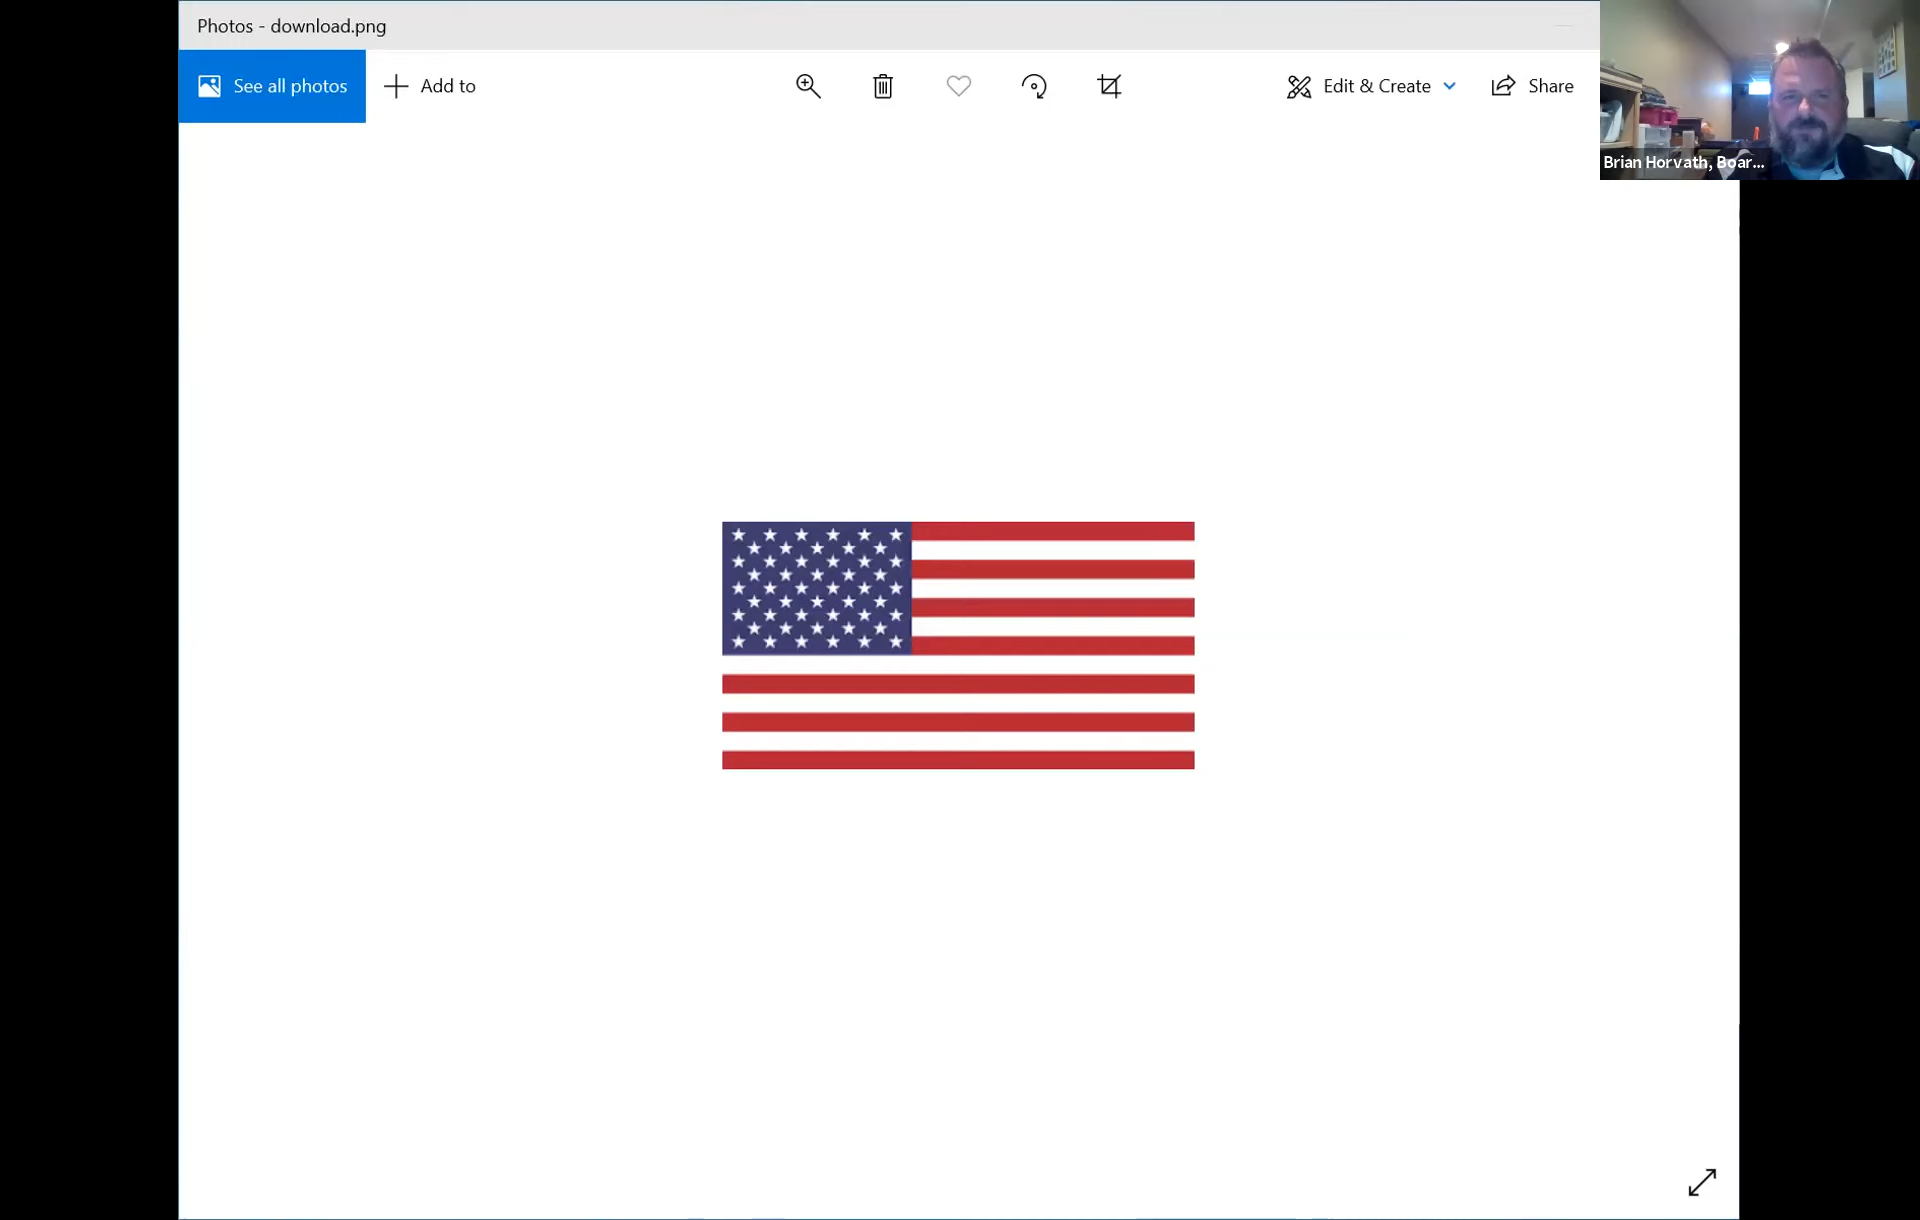 Photos - download.png
See all photos
Add to
Edit & Create
Share
Brian Horvath, Boar...